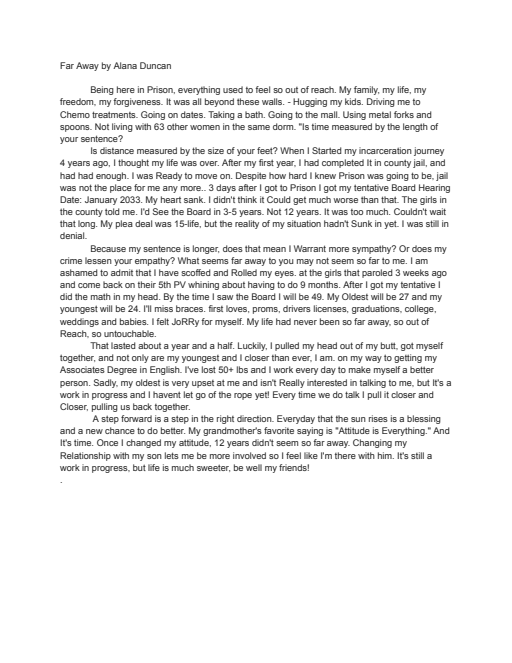 Far Away by Alana Duncan
Being here in Prison, everything used to feel so out of reach. My family, my life, my
freedom, my forgiveness. It was all beyond these walls. - Hugging my kids. Driving me to
Chemo treatments. Going on dates. Taking a bath. Going to the mall. Using metal forks and
spoons. Not living with 63 other women in the same dorm. "Is time measured by the length of
your sentence?
Is distance measured by the size of your feet? When I Started my incarceration journey
4 years ago, I thought my life was over. After my first year, I had completed It in county jail, and
had had enough. I was Ready to move on. Despite how hard I knew Prison was going to be, jail
was not the place for me any more.. 3 days after I got to Prison I got my tentative Board Hearing
Date: January 2033. My heart sank. I didn't think it Could get much worse than that. The girls in
the county told me. I'd See the Board in 3-5 years. Not 12 years. It was too much. Couldn't wait
that long. My plea deal was 15-life, but the reality of my situation hadn't Sunk in yet. I was still in
denial.
Because my sentence is longer, does that mean I Warrant more sympathy? Or does my
crime lessen your empathy? What seems far away to you may not seem so far to me. I am
ashamed to admit that I have scoffed and Rolled my eyes. at the girls that paroled 3 weeks ago
and come back on their 5th PV whining about having to do 9 months. After I got my tentative I
did the math in my head. By the time I saw the Board I will be 49. My Oldest will be 27 and my
youngest will be 24. I'll miss braces. first loves, proms, drivers licenses, graduations, college,
weddings and babies. I felt JoRRy for myself. My life had never been so far away, so out of
Reach, so untouchable.
That lasted about a year and a half. Luckily, I pulled my head out of my butt, got myself
together, and not only are my youngest and I closer than ever, I am. on my way to getting my
Associates Degree in English. I've lost 50+ lbs and I work every day to make myself a better
person. Sadly, my oldest is very upset at me and isn't Really interested in talking to me, but It's a
work in progress and I havent let go of the rope yet! Every time we do talk I pull it closer and
Closer, pulling us back together.
A step forward is a step in the right direction. Everyday that the sun rises is a blessing
and a new chance to do better. My grandmother's favorite saying is "Attitude is Everything." And
It's time. Once I changed my attitude, 12 years didn't seem so far away. Changing my
Relationship with my son lets me be more involved so I feel like I'm there with him. It's still a
work in progress, but life is much sweeter, be well my friends!
.